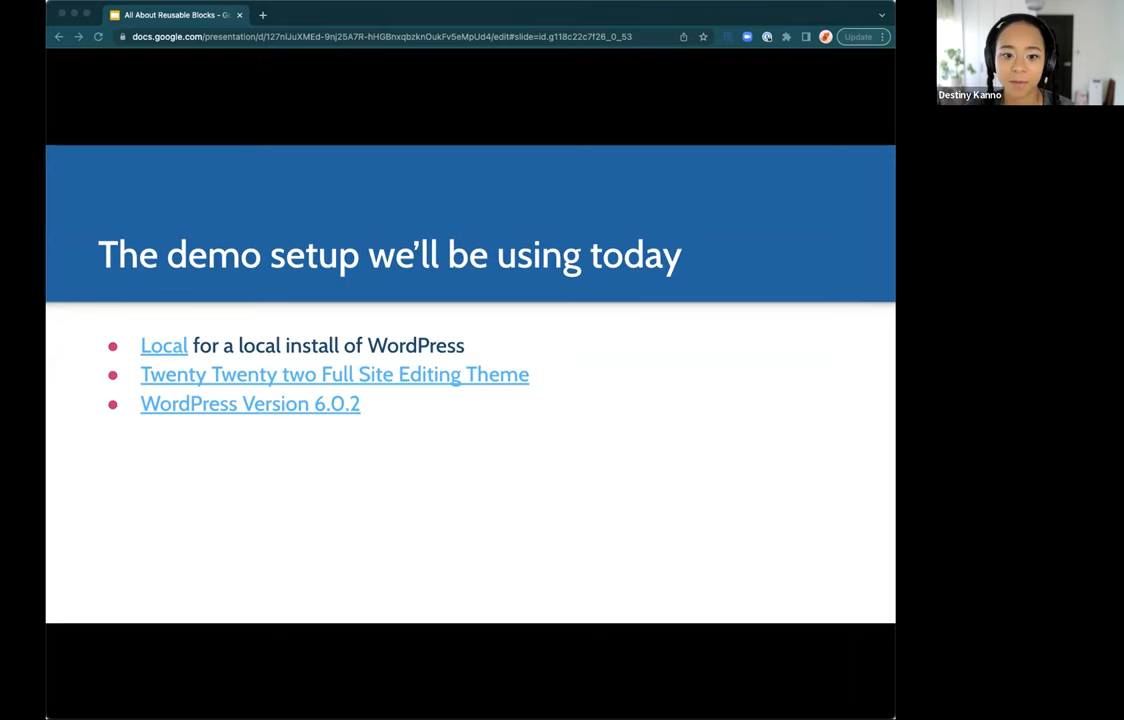 All About Reusable Blocks - Go
docs.google.com/presentation/d/127nIJuXMEd-9nj25A7R-hHGBnxqbzknOukFv5eMpUd4/edit#slide=id.g118c22c7f26_0_53
Update
Destiny Kanno
The demo setup we’ll be using today
Local for a local install of WordPress
Twenty Twenty two Full Site Editing Theme
WordPress Version 6.0.2